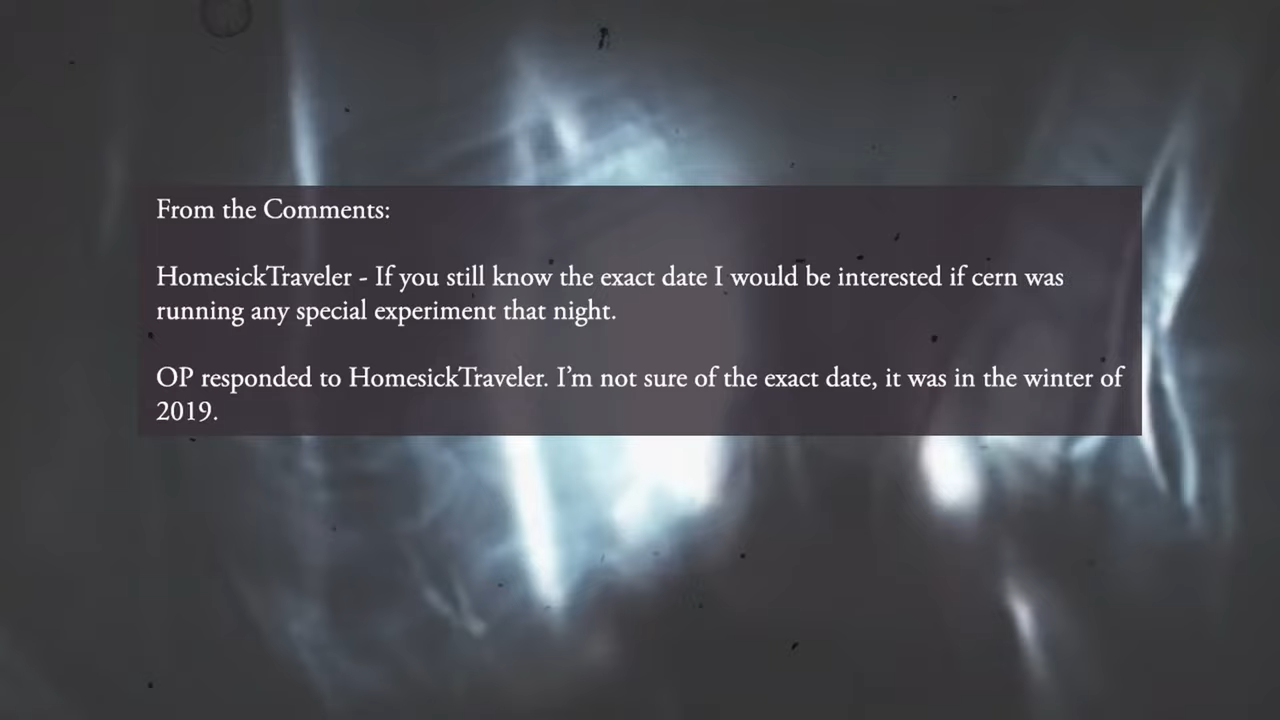 From the Comments:
HomesickTraveler - If you still know the exact date I would be interested if cern was
running any special experiment that night.
OP responded to HomesickTraveler. I’m not sure of the exact date, it was in the winter of
2019.